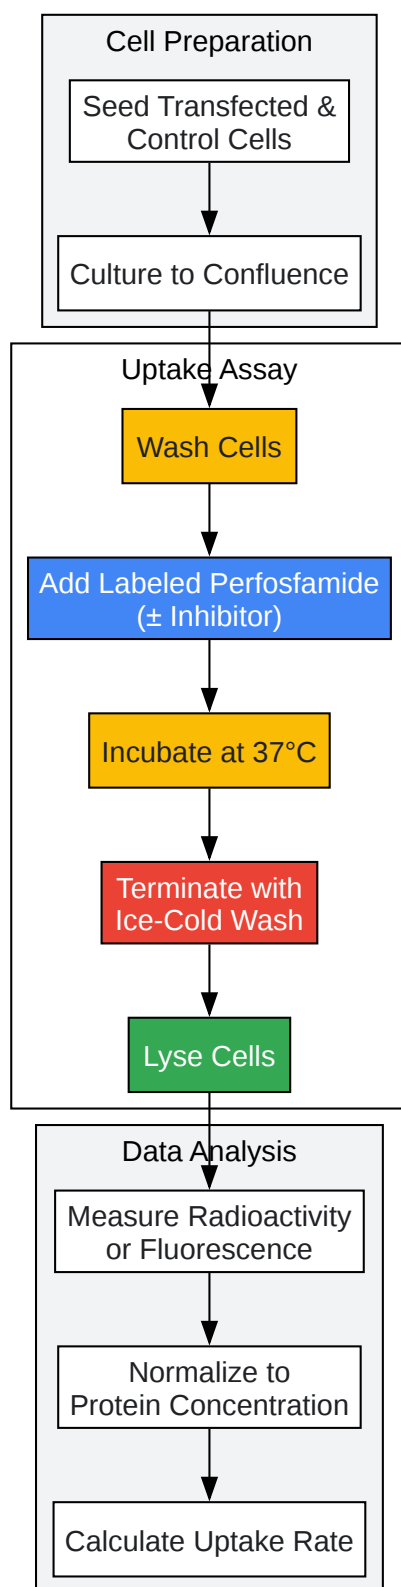 Cell Preparation
Seed Transfected &
Control Cells
Culture to Confluence
Uptake Assay
Wash Cells
Add Labeled Perfosfamide
(± Inhibitor)
Incubate at 37°C
Terminate with
Ice-Cold Wash
Lyse Cells
Data Analysis
Measure Radioactivity
or Fluorescence
Normalize to
Protein Concentration
Calculate Uptake Rate